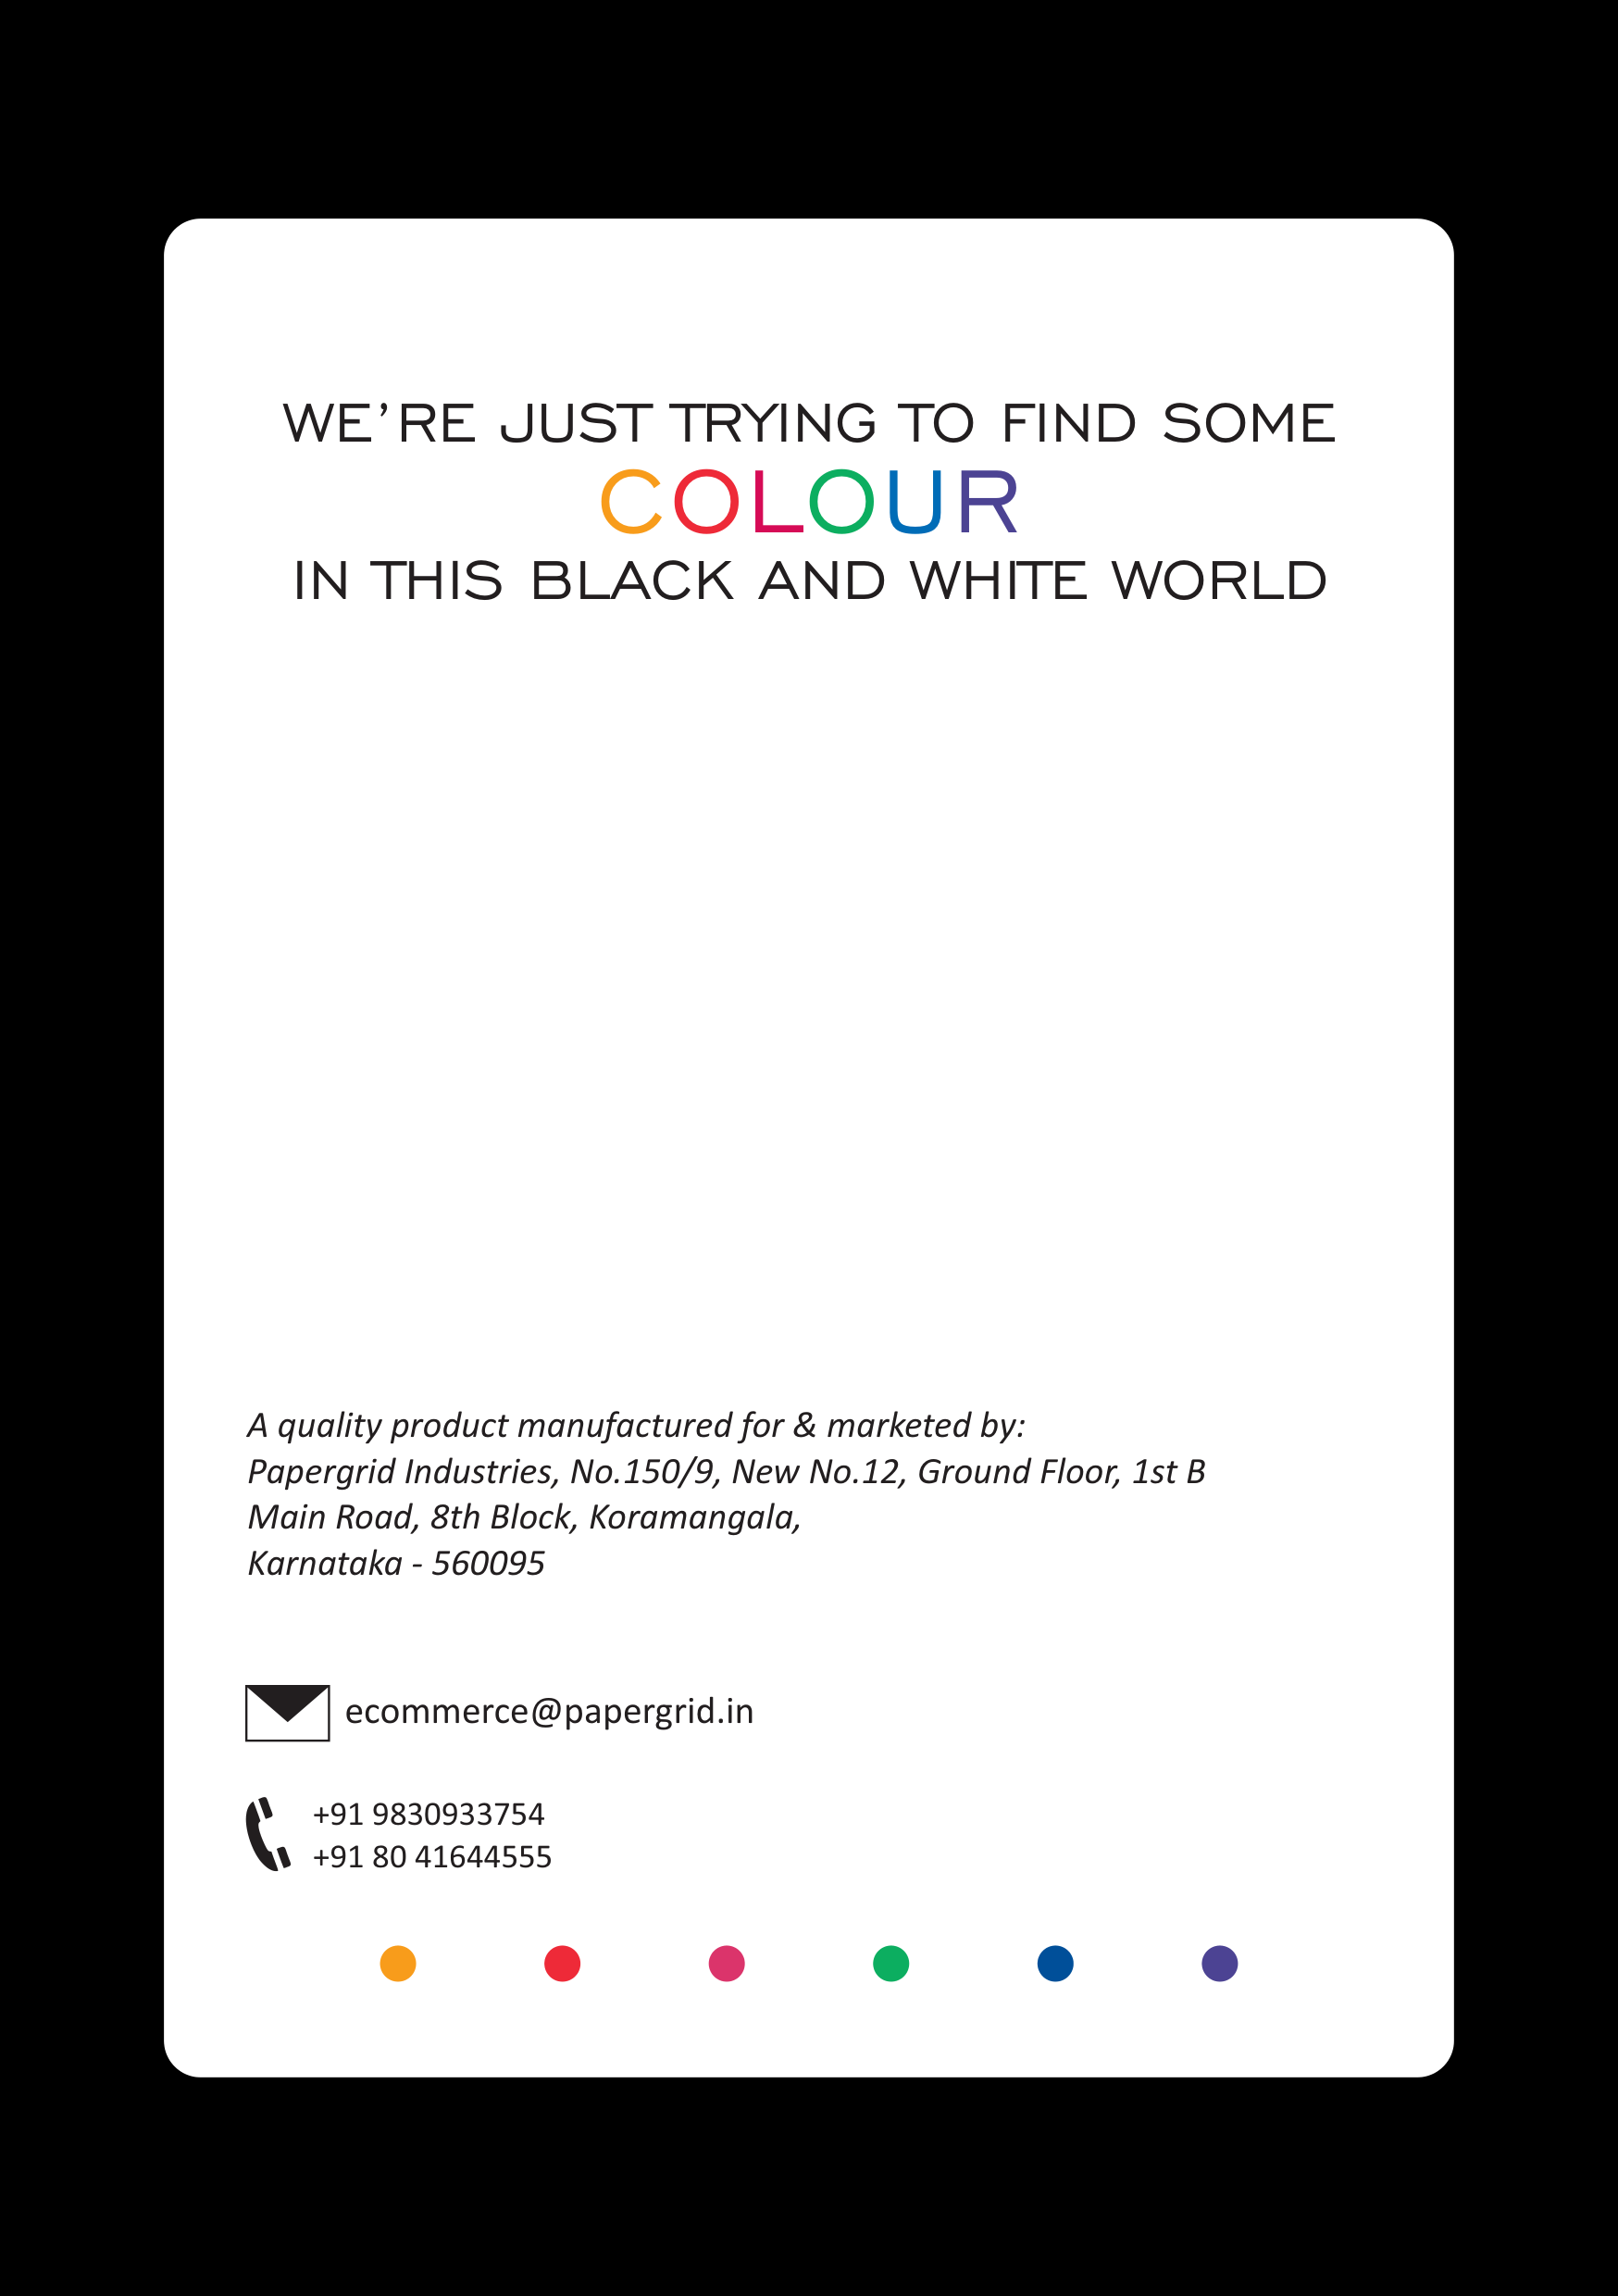 WE’RE JUST TRYING TO FIND SOME
COLOUR
IN THIS BLACK AND WHITE WORLD
A quality product manufactured for & marketed by:
Papergrid Industries, No.150/9, New No.12, Ground Floor, 1st B
Main Road, 8th Block, Koramangala,
Karnataka - 560095
ecommerce@papergrid.in
+91 9830933754
+91 80 41644555